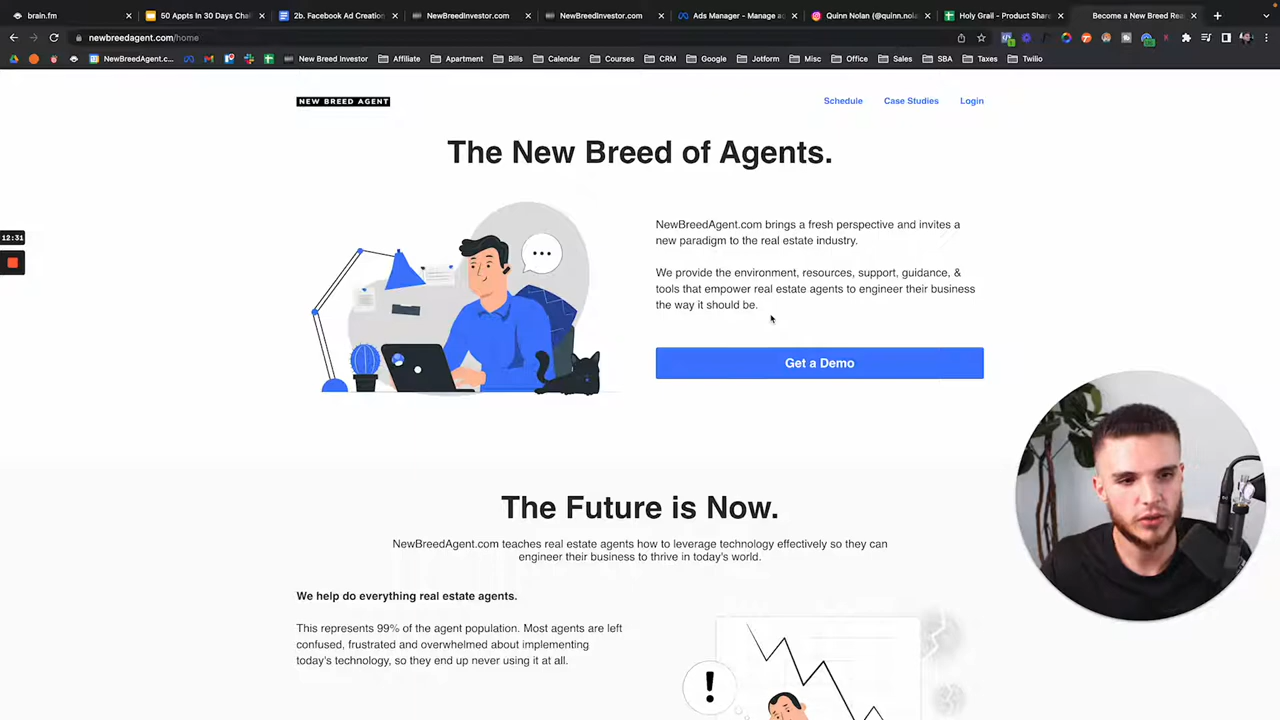 brain.fm
50 Appts In 30 Days Cha
2b. Facebook Ad Creation
NewBreedInvestor.com
NewBreedInvestor.com
Ads Manager - Manage a
Quinn Nolan (@quinn.nol
Holy Grail - Product Shar
Become a New Breed Rea
newbreedagent.com/home
NewBreedAgent.c...
New Breed Investor
Affiliate
Apartment
Bills
Calendar
Courses
CRM
Google
Jotform
Misc
Office
Sales
SBA
Taxes
Twilio
NEW BREED AGENT
Schedule
Case Studies
Login
The New Breed of Agents.
12:31
NewBreedAgent.com brings a fresh perspective and invites a
new paradigm to the real estate industry.
We provide the environment, resources, support, guidance, &
tools that empower real estate agents to engineer their business
the way it should be.
Get a Demo
The Future is Now.
NewBreedAgent.com teaches real estate agents how to leverage technology effectively so they can
engineer their business to thrive in today's world.
We help do everything real estate agents.
This represents 99% of the agent population. Most agents are left
confused, frustrated and overwhelmed about implementing
today's technology, so they end up never using it at all.
!